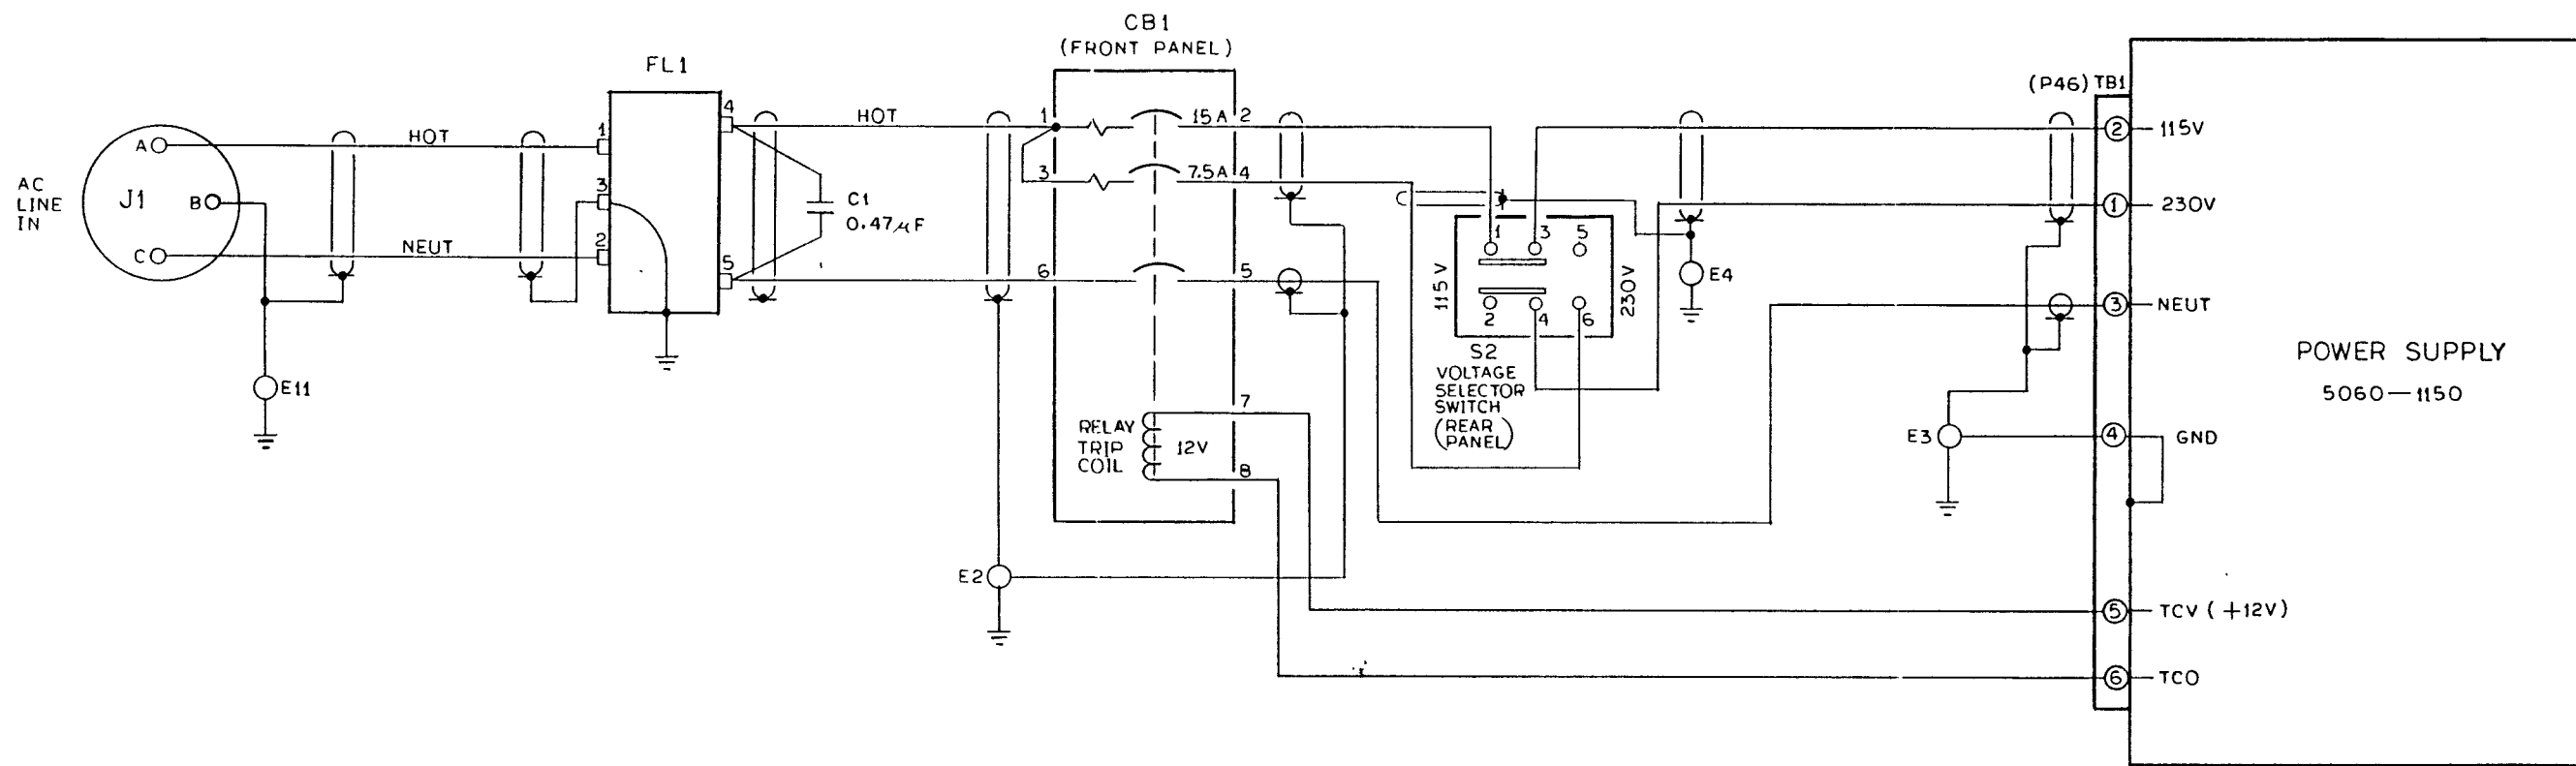 AC
LINE
IN
J1
A
B
C
HOT
NEUT
E11
FL1
1
3
2
4
5
C1
0.47μF
HOT
CB1
(FRONT PANEL)
1
3
6
15A 2
7.5A 4
5
7
8
RELAY
TRIP
COIL
12V
E2
115V
1 3 5
2 4 6
230V
S2
VOLTAGE
SELECTOR
SWITCH
(REAR
PANEL)
E4
E3
(P46) TB1
2 115V
1 230V
3 NEUT
4 GND
5 TCV (+12V)
6 TCO
POWER SUPPLY
5060—1150